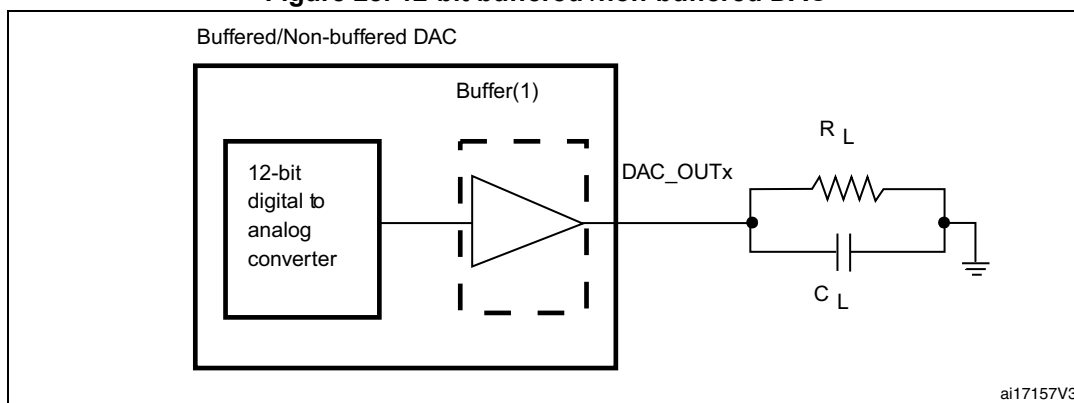 Buffered/Non-buffered DAC
Buffer(1)
12-bit
digital to
analog
converter
DAC_OUTx
R L
C L
ai17157V3